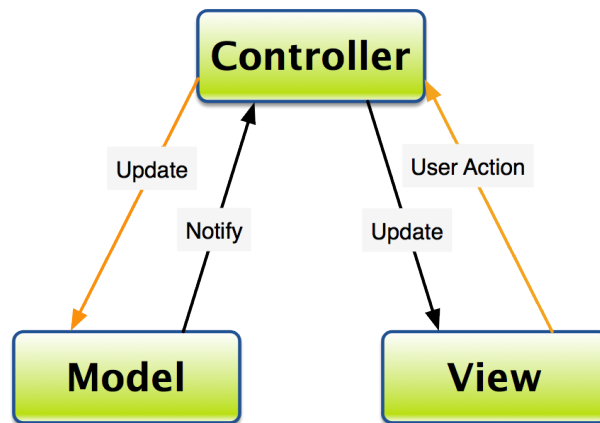 Controller
Update
User Action
Notify
Update
Model
View